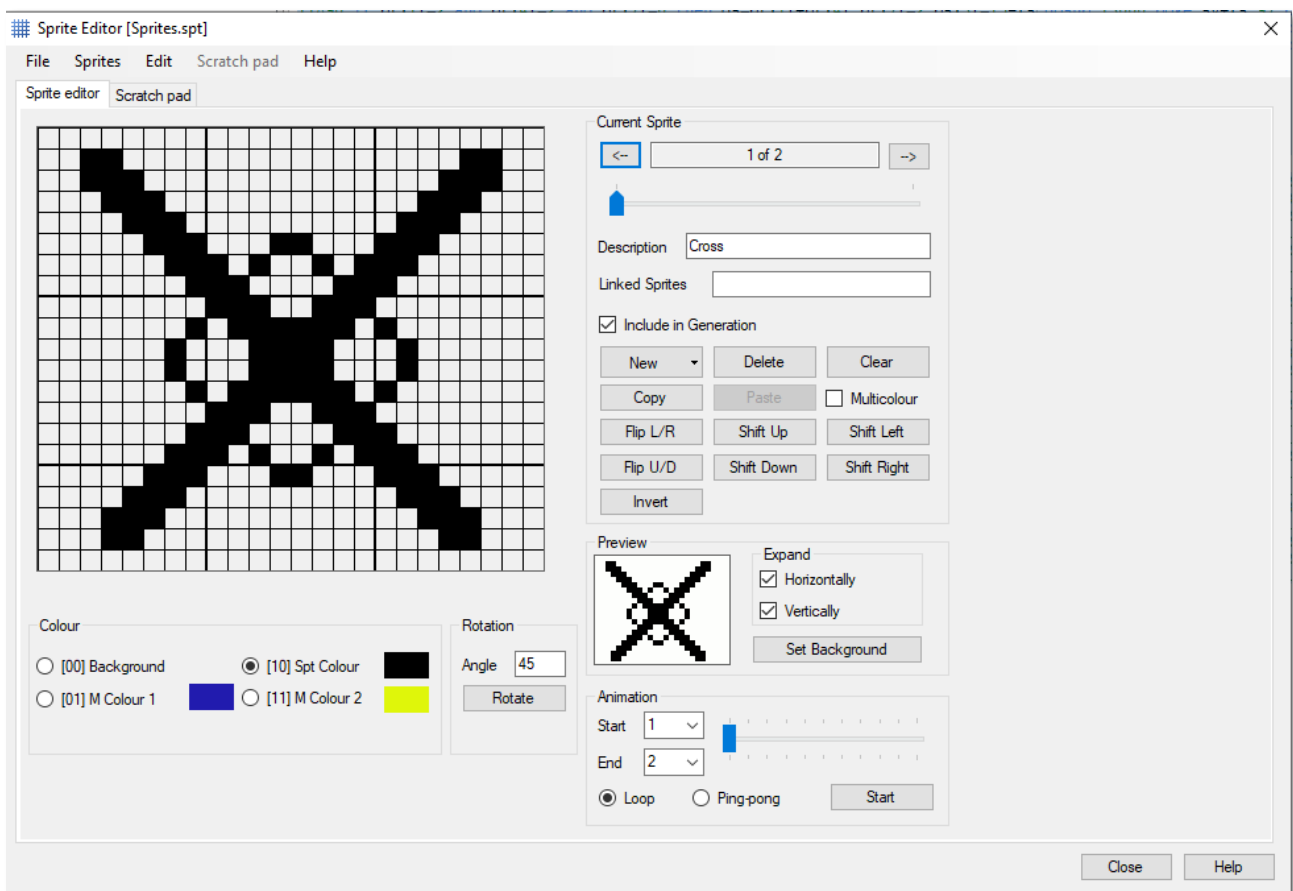 Sprite Editor [Sprites.spt]
File Sprites Edit Scratch pad Help
Sprite editor Scratch pad
Current Sprite
<-- 1 of 2 -->
Description Cross
Linked Sprites
Include in Generation
New Delete Clear
Copy Paste Multicolour
Flip L/R Shift Up Shift Left
Flip U/D Shift Down Shift Right
Invert
Preview
Expand
Horizontally
Vertically
Set Background
Colour
[00] Background [10] Spt Colour
[01] M Colour 1 [11] M Colour 2
Rotation
Angle 45
Rotate
Animation
Start 1
End 2
Loop Ping-pong Start
Close Help